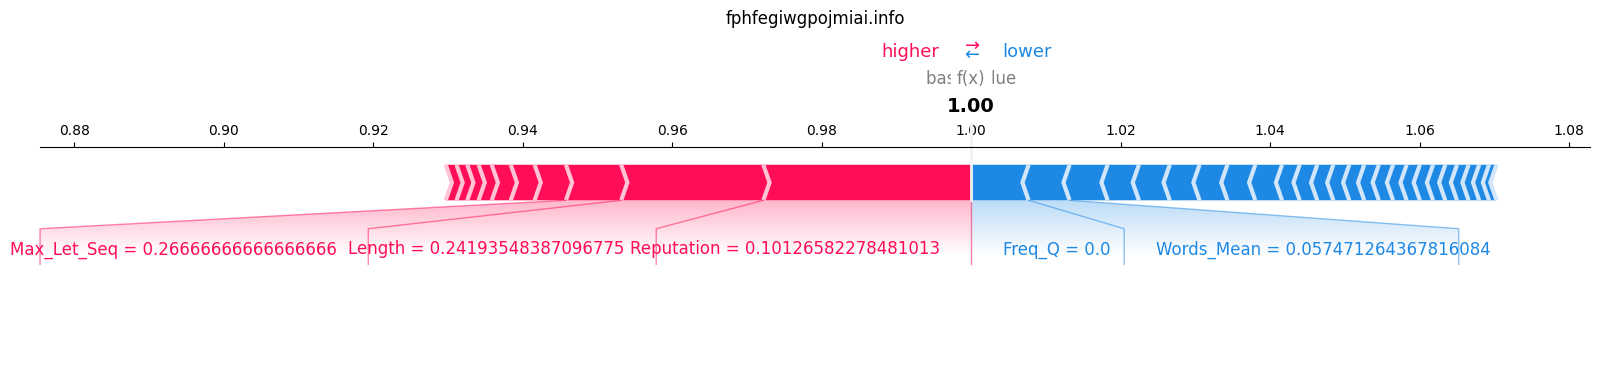 fphfegiwgpojmiai.info
higher → lower
←
f(x) lue
1.00
0.88 0.90 0.92 0.94 0.96 0.98 1.00 1.02 1.04 1.06 1.08
Max_Let_Seq = 0.26666666666666666 Length = 0.24193548387096775 Reputation = 0.10126582278481013 Freq_Q = 0.0 Words_Mean = 0.057471264367816084